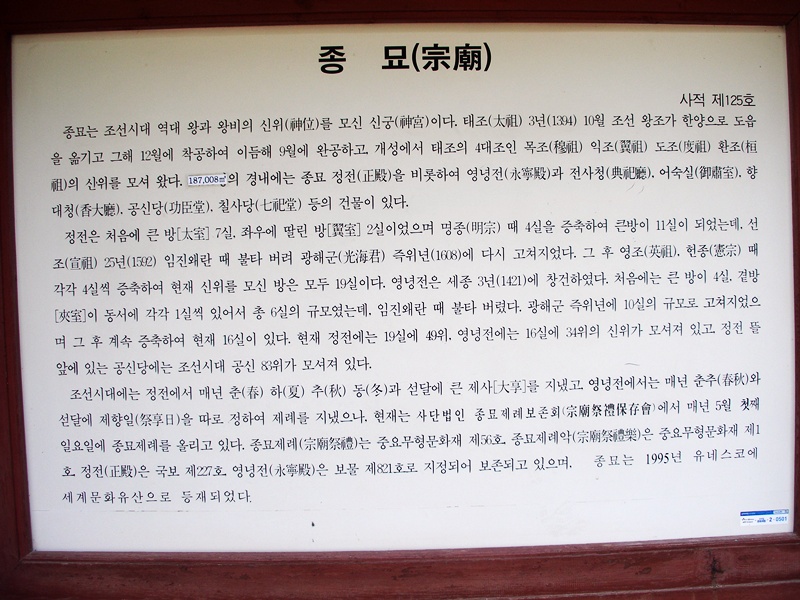 종 묘(宗廟)
사적 제125호
종묘는 조선시대 역대 왕과 왕비의 신위(神位)를 모신 신궁(神宮)이다. 태조(太祖) 3년(1394) 10월 조선 왕조가 한양으로 도읍
을 옮기고 그해 12월에 착공하여 이듬해 9월에 완공하고, 개성에서 태조의 4대조인 목조(穆祖) 익조(翼祖) 도조(度祖) 환조(桓
祖)의 신위를 모셔 왔다. 187,008㎡의 경내에는 종묘 정전(正殿)을 비롯하여 영녕전(永寧殿)과 전사청(典祀廳), 어숙실(御肅室), 향
대청(香大廳), 공신당(功臣堂), 칠사당(七祀堂) 등의 건물이 있다.
정전은 처음에 큰 방[太室] 7실, 좌우에 딸린 방[翼室] 2실이었으며 명종(明宗) 때 4실을 증축하여 큰방이 11실이 되었는데, 선
조(宣祖) 25년(1592) 임진왜란 때 불타 버려 광해군(光海君) 즉위년(1608)에 다시 고쳐지었다. 그 후 영조(英祖), 헌종(憲宗) 때
각각 4실씩 증축하여 현재 신위를 모신 방은 모두 19실이다. 영녕전은 세종 3년(1421)에 창건하였다. 처음에는 큰 방이 4실, 곁방
[夾室]이 동서에 각각 1실씩 있어서 총 6실의 규모였는데, 임진왜란 때 불타 버렸다. 광해군 즉위년에 10실의 규모로 고쳐지었으
며 그 후 계속 증축하여 현재 16실이 있다. 현재 정전에는 19실에 49위, 영녕전에는 16실에 34위의 신위가 모셔져 있고, 정전 뜰
앞에 있는 공신당에는 조선시대 공신 83위가 모셔져 있다.
조선시대에는 정전에서 매년 춘(春) 하(夏) 추(秋) 동(冬)과 섣달에 큰 제사[大享]를 지냈고, 영녕전에서는 매년 춘추(春秋)와
섣달에 제향일(祭享日)을 따로 정하여 제례를 지냈으나, 현재는 사단법인 종묘제례보존회(宗廟祭禮保存會)에서 매년 5월 첫째
일요일에 종묘제례를 올리고 있다. 종묘제례(宗廟祭禮)는 중요무형문화재 제56호, 종묘제례악(宗廟祭禮樂)은 중요무형문화재 제1
호, 정전(正殿)은 국보 제227호, 영녕전(永寧殿)은 보물 제821호로 지정되어 보존되고 있으며, 종묘는 1995년 유네스코에
세계문화유산으로 등재되었다.
2-0501